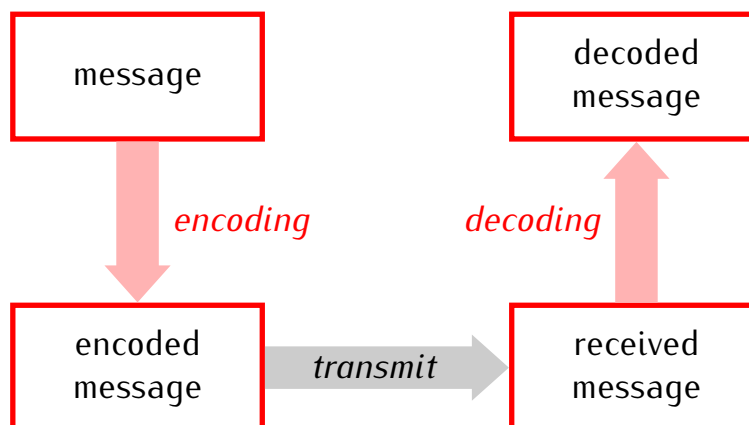 message
decoded
message
encoding
decoding
encoded
message
transmit
received
message